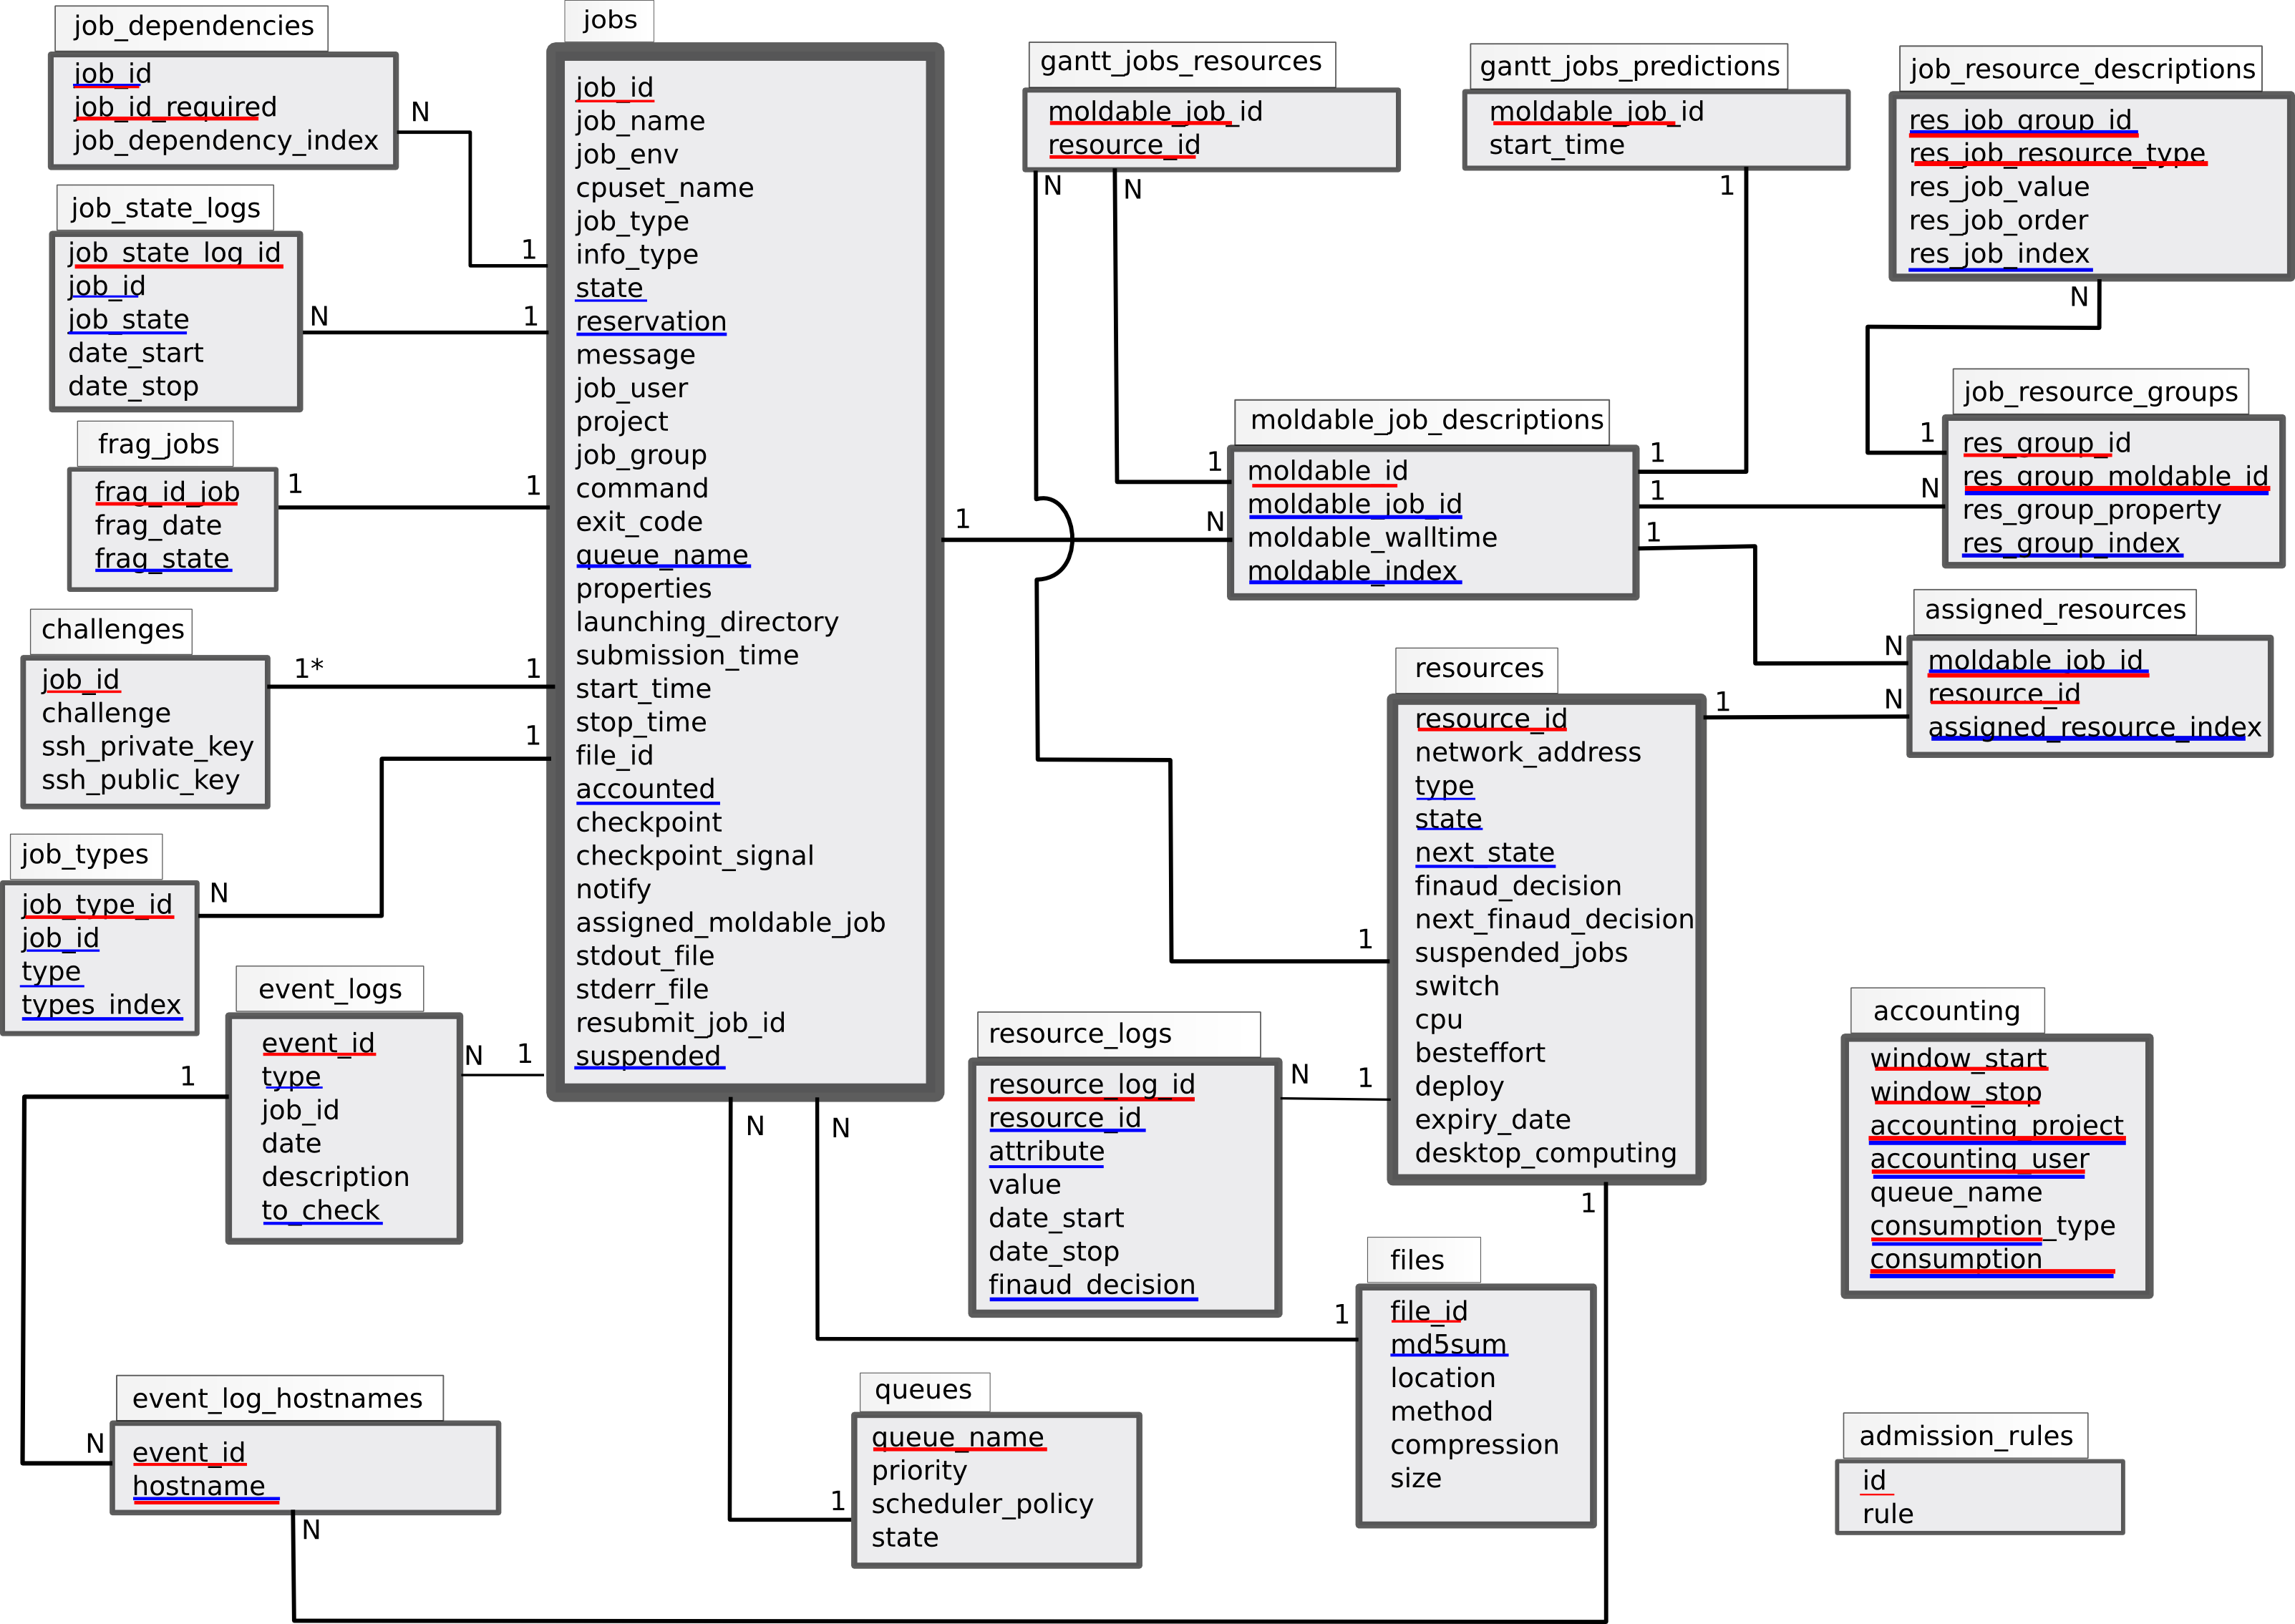 job_dependencies
job_id
job_id_required
job_dependency_index
N
1
job_state_logs
job_state_log_id
job_id
job_state
date_start
date_stop
N
1
frag_jobs
frag_id_job
frag_date
frag_state
1
1
challenges
job_id
challenge
ssh_private_key
ssh_public_key
1*
1
job_types
job_type_id
job_id
type
types_index
N
1
event_logs
event_id
type
job_id
date
description
to_check
N
1
1
N
event_log_hostnames
event_id
hostname
N
jobs
job_id
job_name
job_env
cpuset_name
job_type
info_type
state
reservation
message
job_user
project
job_group
command
exit_code
queue_name
properties
launching_directory
submission_time
start_time
stop_time
file_id
accounted
checkpoint
checkpoint_signal
notify
assigned_moldable_job
stdout_file
stderr_file
resubmit_job_id
suspended
N
N
1
N
gantt_jobs_resources
moldable_job_id
resource_id
N
N
gantt_jobs_predictions
moldable_job_id
start_time
1
job_resource_descriptions
res_job_group_id
res_job_resource_type
res_job_value
res_job_order
res_job_index
N
job_resource_groups
1
res_group_id
res_group_moldable_id
res_group_property
res_group_index
N
moldable_job_descriptions
moldable_id
moldable_job_id
moldable_walltime
moldable_index
1
1
1
1
assigned_resources
moldable_job_id
resource_id
assigned_resource_index
N
N
resources
resource_id
network_address
type
state
next_state
finaud_decision
next_finaud_decision
suspended_jobs
switch
cpu
besteffort
deploy
expiry_date
desktop_computing
1
1
1
1
resource_logs
resource_log_id
resource_id
attribute
value
date_start
date_stop
finaud_decision
N
files
file_id
md5sum
location
method
compression
size
1
queues
queue_name
priority
scheduler_policy
state
1
accounting
window_start
window_stop
accounting_project
accounting_user
queue_name
consumption_type
consumption
admission_rules
id
rule